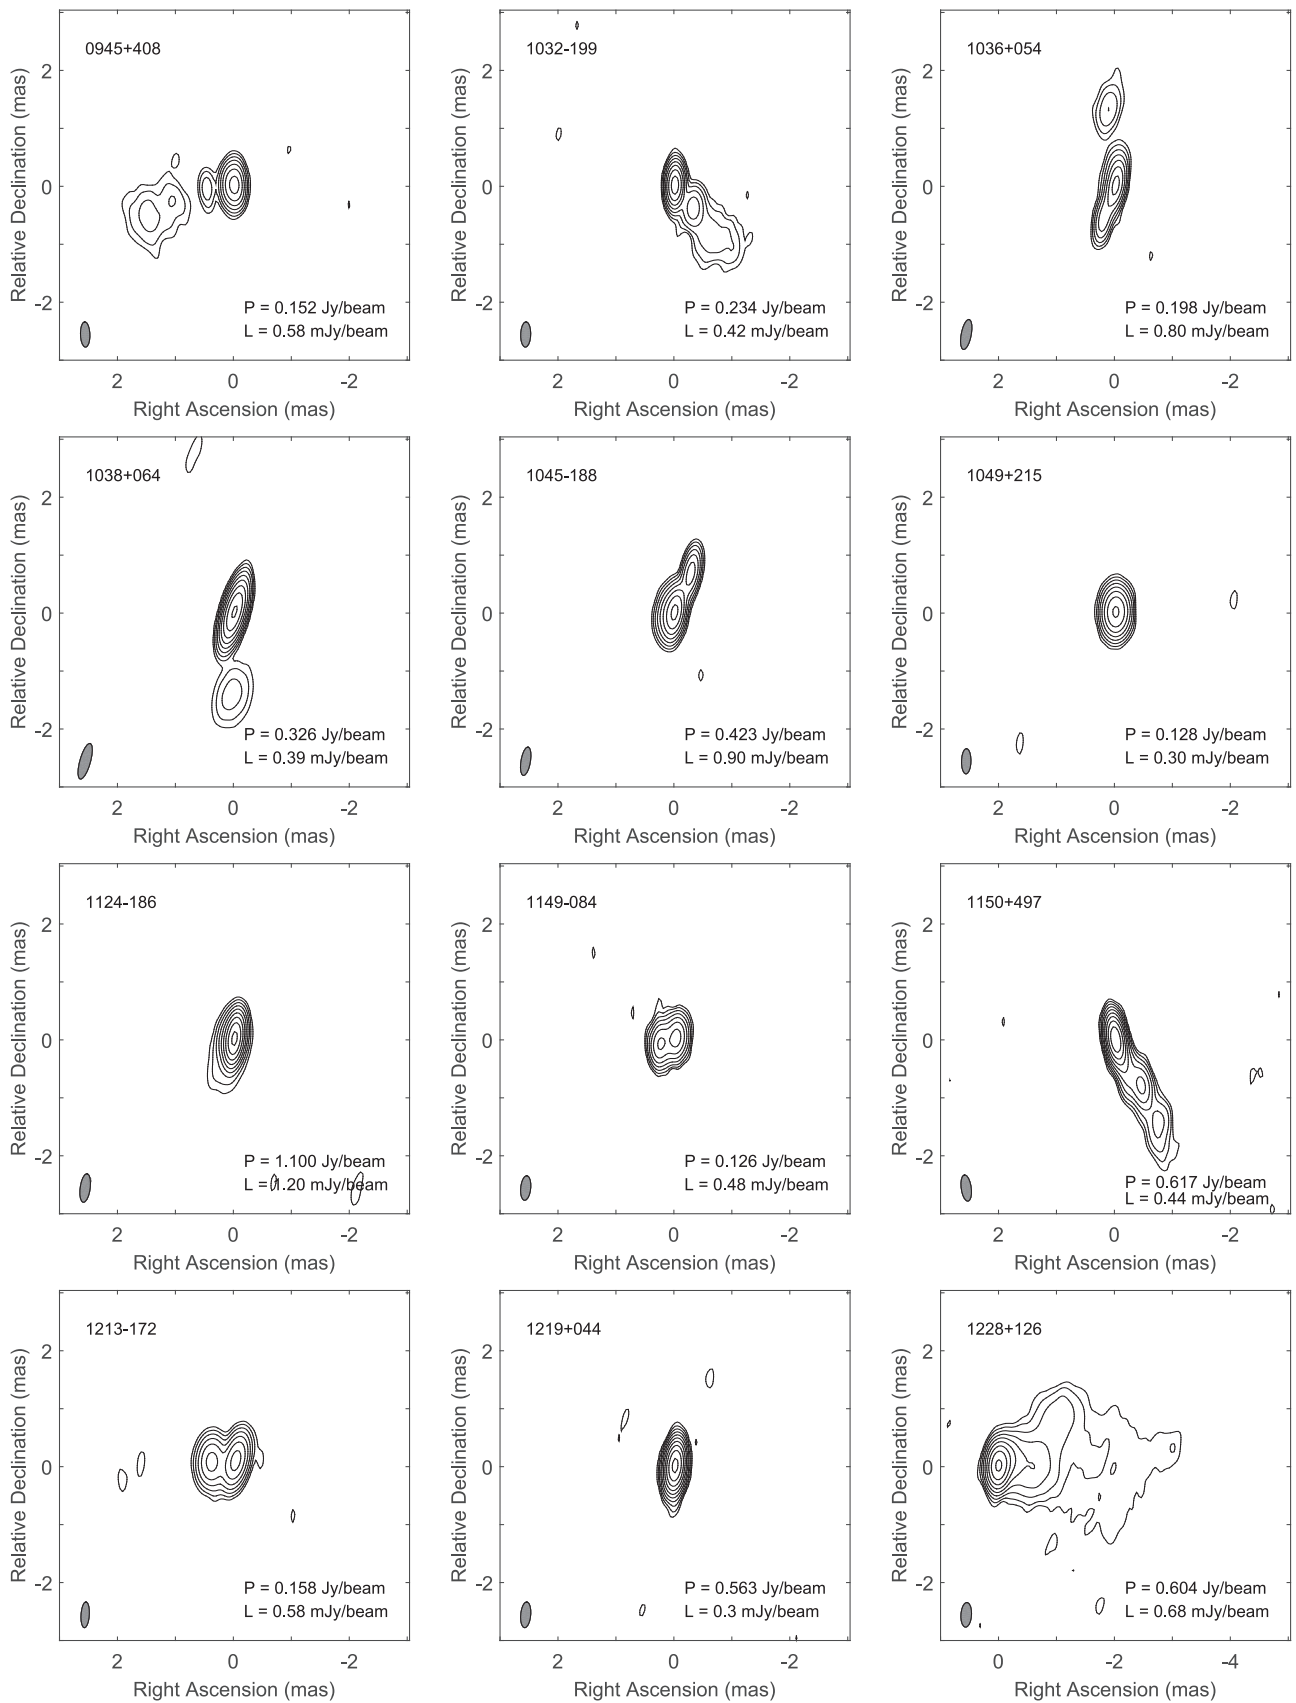 0945+408
2
0
-2
Relative Declination (mas)
P = 0.152 Jy/beam
L = 0.58 mJy/beam
2 0 -2
Right Ascension (mas)
1032-199
2
0
-2
Relative Declination (mas)
P = 0.234 Jy/beam
L = 0.42 mJy/beam
2 0 -2
Right Ascension (mas)
1036+054
2
0
-2
Relative Declination (mas)
P = 0.198 Jy/beam
L = 0.80 mJy/beam
2 0 -2
Right Ascension (mas)
1038+064
2
0
-2
Relative Declination (mas)
P = 0.326 Jy/beam
L = 0.39 mJy/beam
2 0 -2
Right Ascension (mas)
1045-188
2
0
-2
Relative Declination (mas)
P = 0.423 Jy/beam
L = 0.90 mJy/beam
2 0 -2
Right Ascension (mas)
1049+215
2
0
-2
Relative Declination (mas)
P = 0.128 Jy/beam
L = 0.30 mJy/beam
2 0 -2
Right Ascension (mas)
1124-186
2
0
-2
Relative Declination (mas)
P = 1.100 Jy/beam
L = 1.20 mJy/beam
2 0 -2
Right Ascension (mas)
1149-084
2
0
-2
Relative Declination (mas)
P = 0.126 Jy/beam
L = 0.48 mJy/beam
2 0 -2
Right Ascension (mas)
1150+497
2
0
-2
Relative Declination (mas)
P = 0.617 Jy/beam
L = 0.44 mJy/beam
2 0 -2
Right Ascension (mas)
1213-172
2
0
-2
Relative Declination (mas)
P = 0.158 Jy/beam
L = 0.58 mJy/beam
2 0 -2
Right Ascension (mas)
1219+044
2
0
-2
Relative Declination (mas)
P = 0.563 Jy/beam
L = 0.3 mJy/beam
2 0 -2
Right Ascension (mas)
1228+126
2
0
-2
Relative Declination (mas)
P = 0.604 Jy/beam
L = 0.68 mJy/beam
0 -2 -4
Right Ascension (mas)